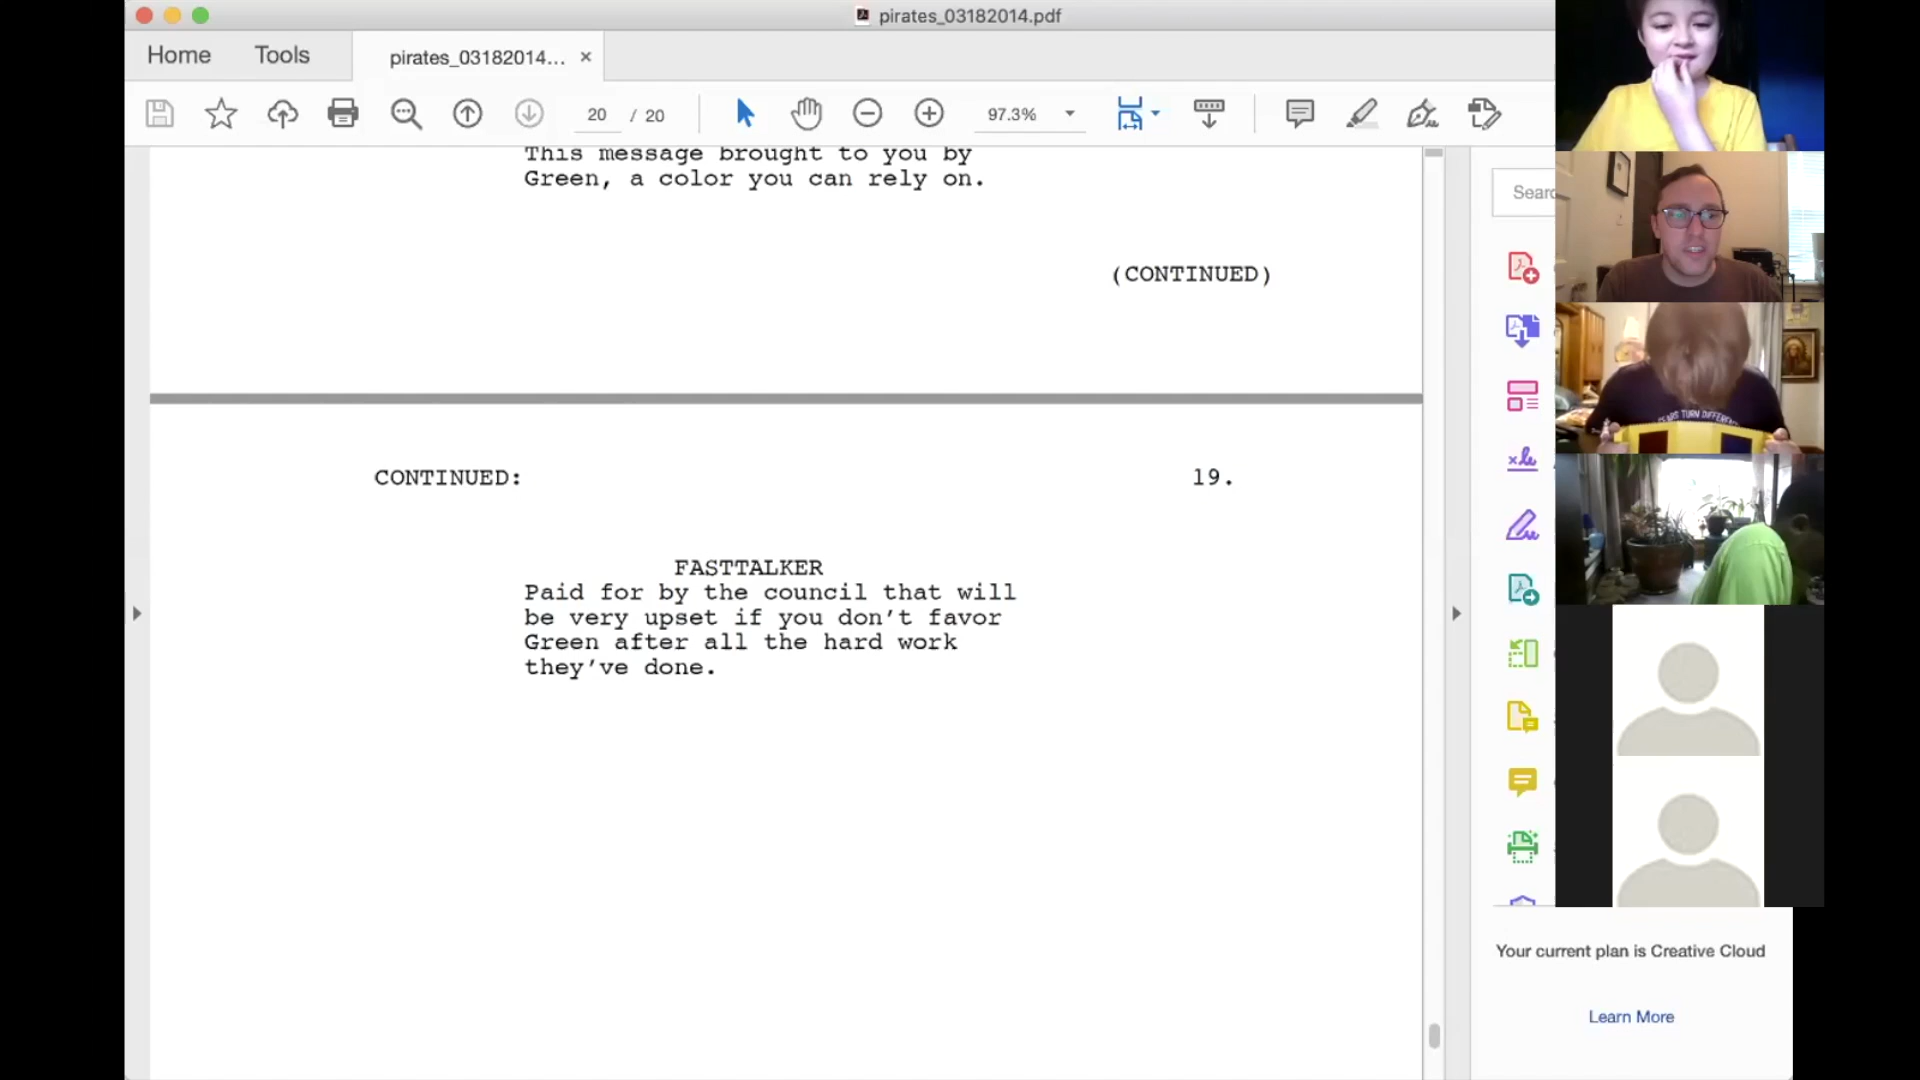 pirates_03182014.pdf
Home
Tools
pirates_03182014...
20 / 20
97.3%
This message brought to you by
Green, a color you can rely on.
(CONTINUED)
CONTINUED:
19.
FASTTALKER
Paid for by the council that will
be very upset if you don't favor
Green after all the hard work
they've done.
TURN
Your current plan is Creative Cloud
Learn More